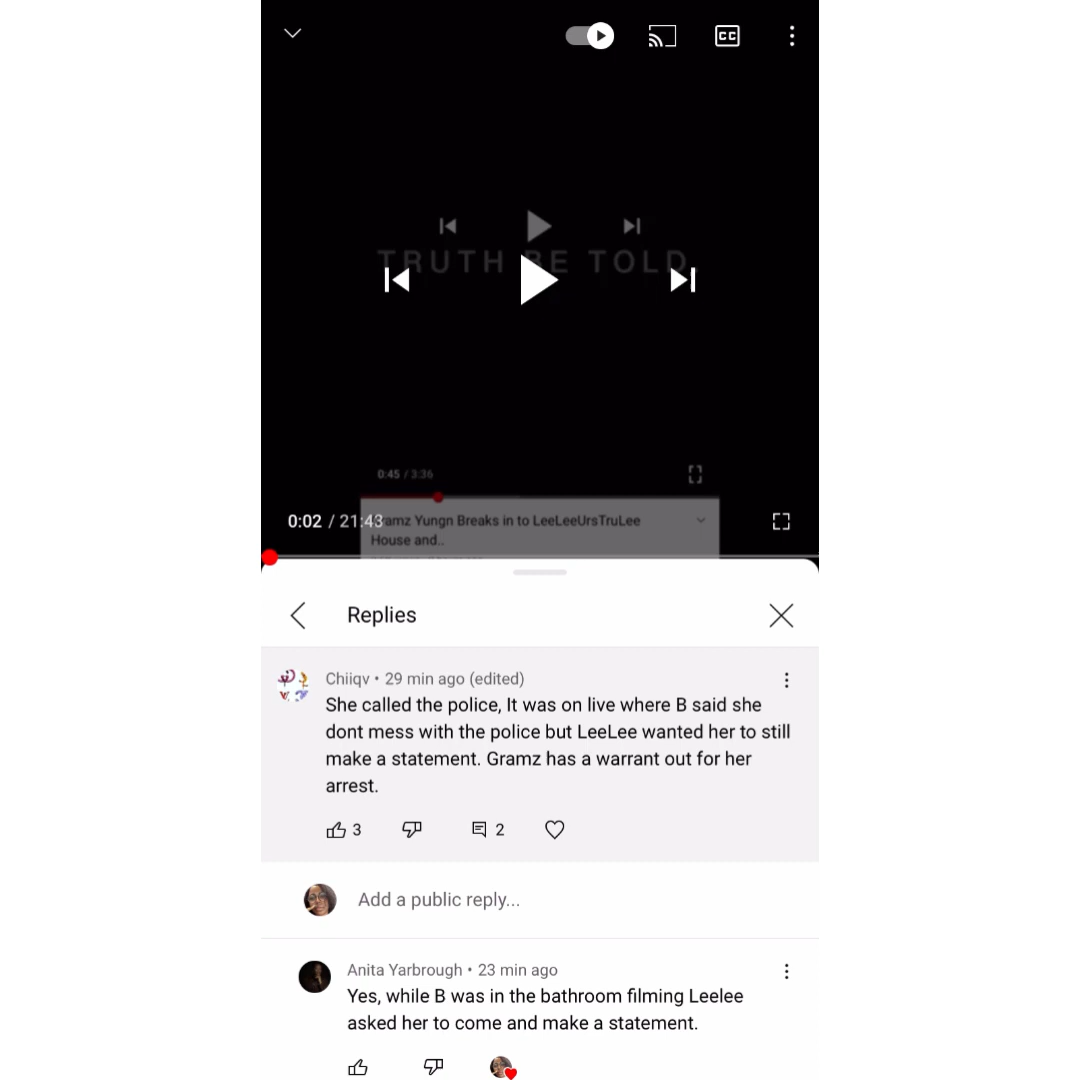 CC
TRUTH BE TOLD
0:45 / 3:36
0:02 / 21:43
Gramz Yungn Breaks in to LeeLeeUrsTruLee
House and..
Replies
Chiiqv • 29 min ago (edited)
She called the police, It was on live where B said she
dont mess with the police but LeeLee wanted her to still
make a statement. Gramz has a warrant out for her
arrest.
3 2
Add a public reply...
Anita Yarbrough • 23 min ago
Yes, while B was in the bathroom filming Leelee
asked her to come and make a statement.